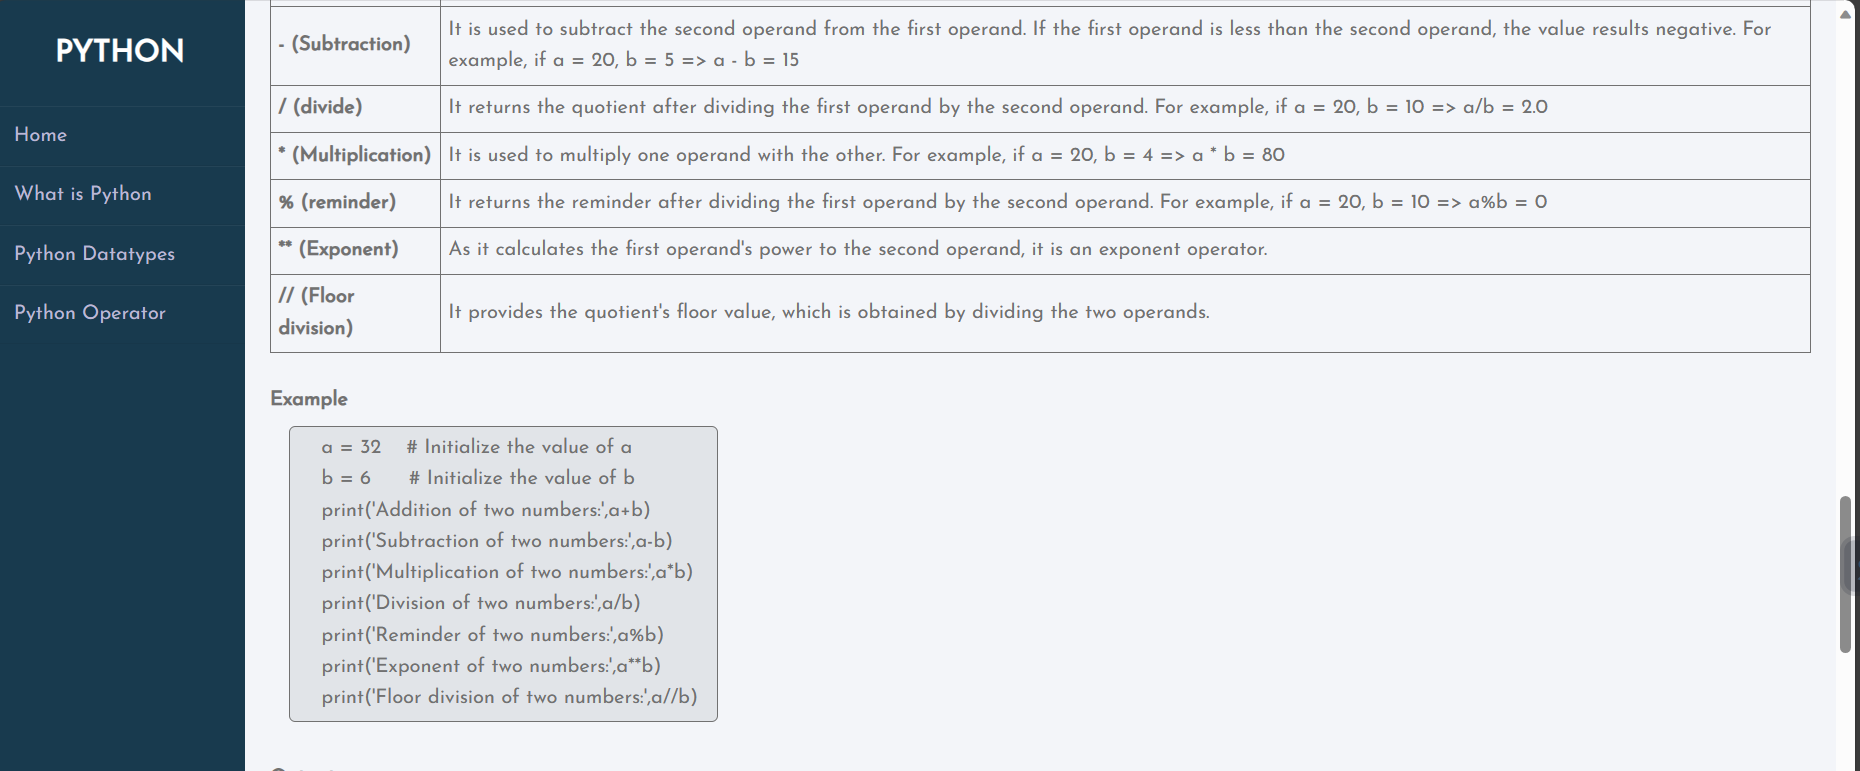 PYTHON
Home
What is Python
Python Datatypes
Python Operator
- (Subtraction)
It is used to subtract the second operand from the first operand. If the first operand is less than the second operand, the value results negative. For
example, if a = 20, b = 5 => a - b = 15
/ (divide)
It returns the quotient after dividing the first operand by the second operand. For example, if a = 20, b = 10 => a/b = 2.0
* (Multiplication)
It is used to multiply one operand with the other. For example, if a = 20, b = 4 => a * b = 80
% (reminder)
It returns the reminder after dividing the first operand by the second operand. For example, if a = 20, b = 10 => a%b = 0
** (Exponent)
As it calculates the first operand's power to the second operand, it is an exponent operator.
// (Floor
division)
It provides the quotient's floor value, which is obtained by dividing the two operands.
Example
a = 32    # Initialize the value of a
b = 6      # Initialize the value of b
print('Addition of two numbers:',a+b)
print('Subtraction of two numbers:',a-b)
print('Multiplication of two numbers:',a*b)
print('Division of two numbers:',a/b)
print('Reminder of two numbers:',a%b)
print('Exponent of two numbers:',a**b)
print('Floor division of two numbers:',a//b)